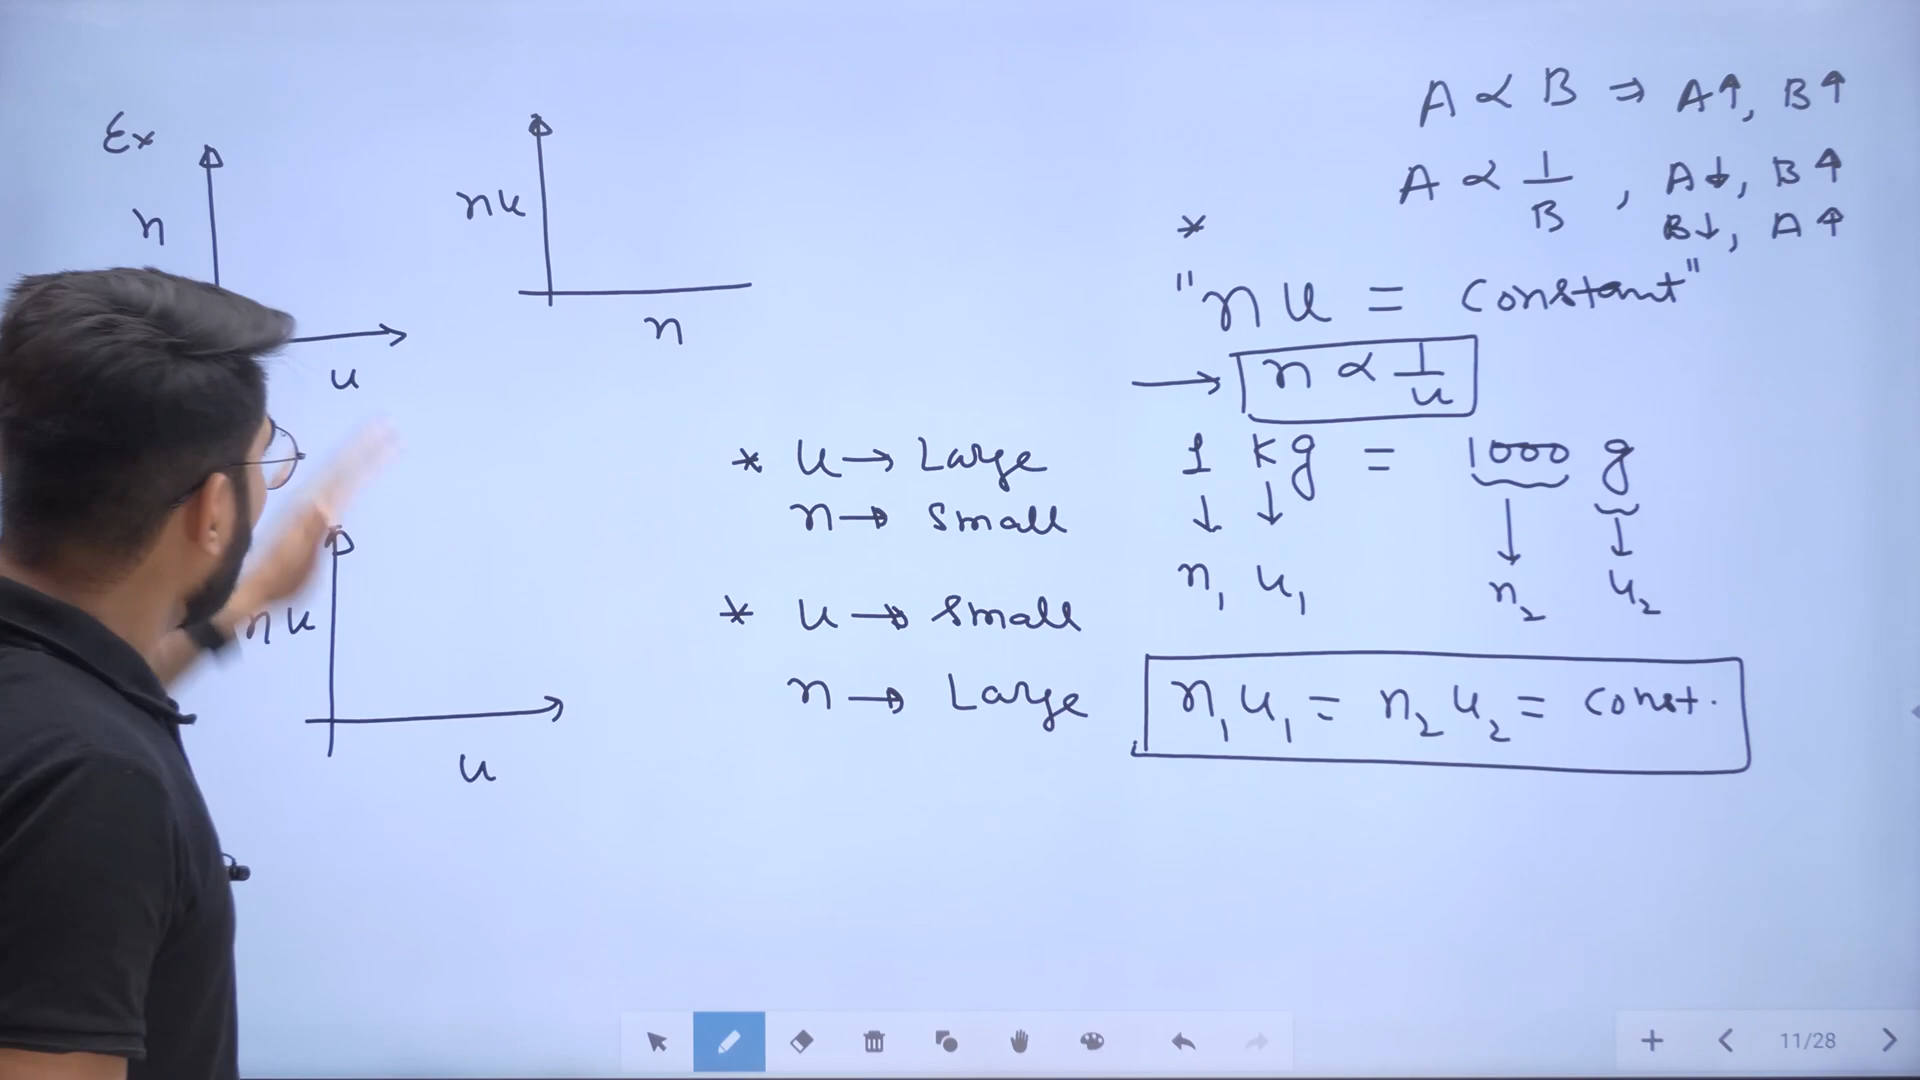 Ex
n
u
nu
n
nu
u
A ∝ B ⇒ A↑, B↑
A ∝ 1/B , A↓, B↑
B↓, A↑
*
"nu = constant"
→ n ∝ 1/u
* u → Large
n → small
* u → small
n → Large
1 kg = 1000 g
↓ ↓ ↓ ↓
n₁ u₁ n₂ u₂
n₁u₁ = n₂u₂ = const.
11/28